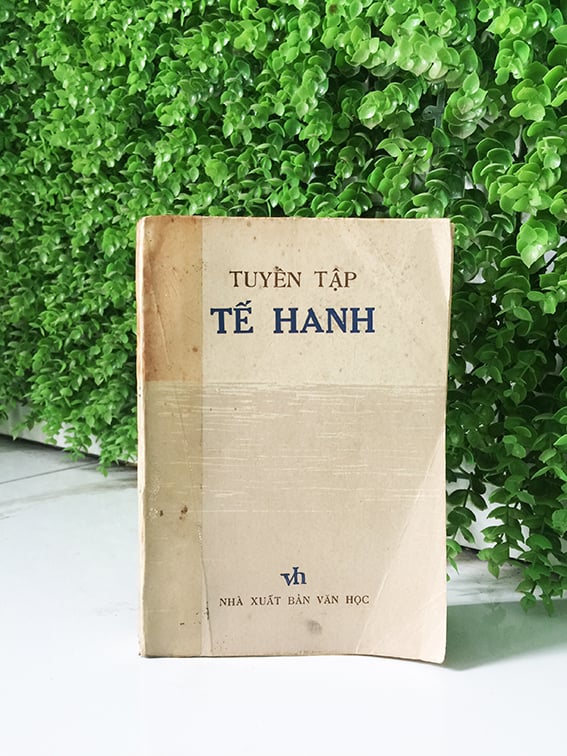 TUYỂN TẬP
TẾ HANH
vh
NHÀ XUẤT BẢN VĂN HỌC